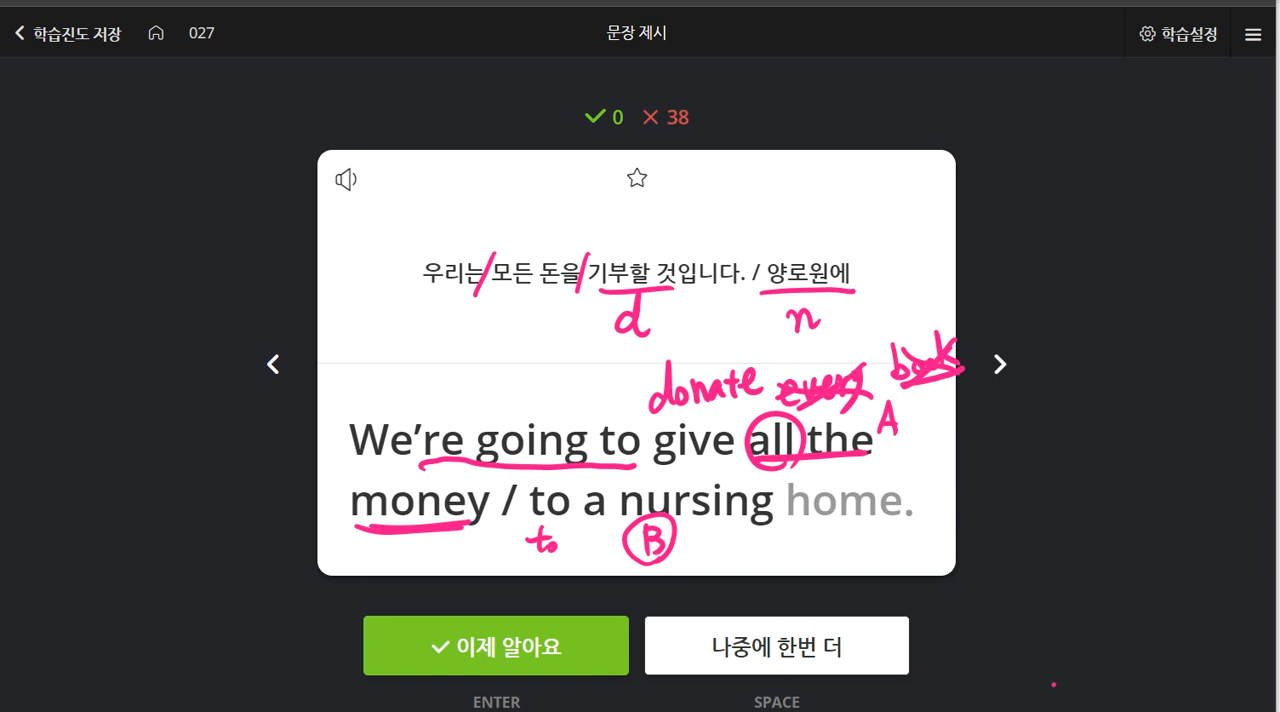 학습진도 저장 027 문장 제시 학습설정
0 38
우리는 모든 돈을 기부할 것입니다. / 양로원에
d n
donate every book
A
We're going to give all the
money / to a nursing home.
to B
이제 알아요 나중에 한번 더
ENTER SPACE